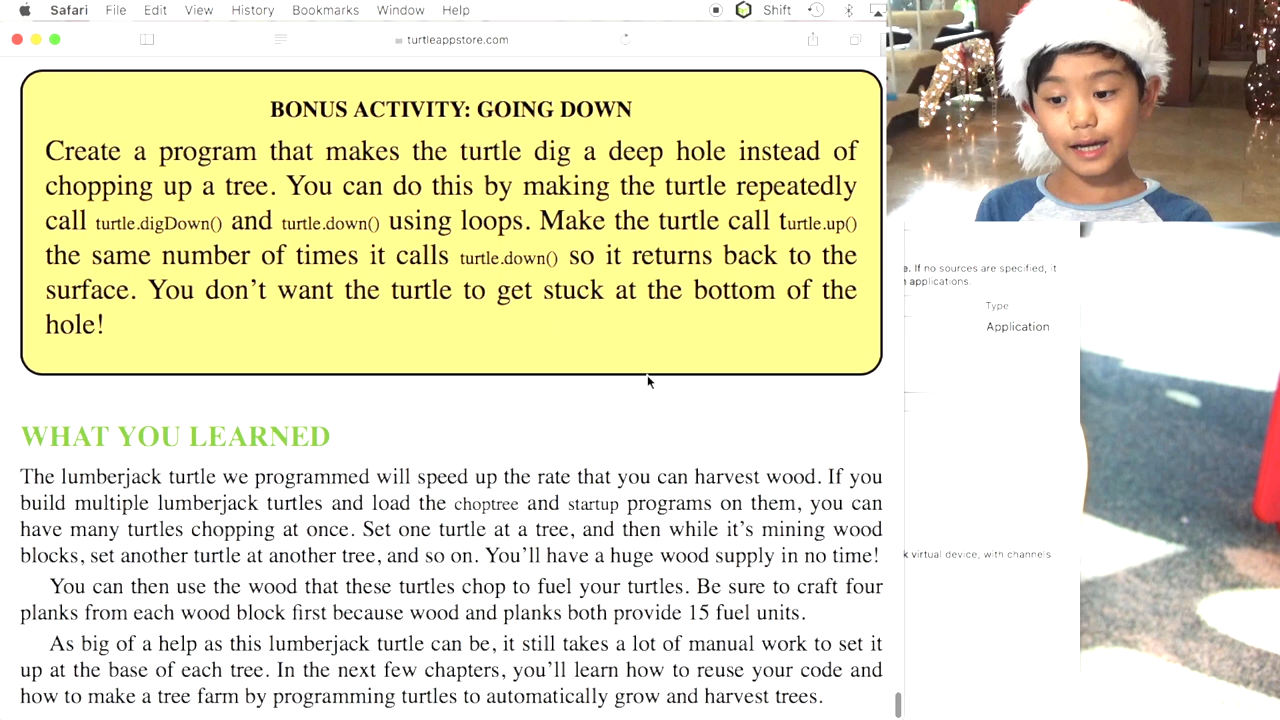 Safari File Edit View History Bookmarks Window Help Shift
turtleappstore.com
BONUS ACTIVITY: GOING DOWN
Create a program that makes the turtle dig a deep hole instead of
chopping up a tree. You can do this by making the turtle repeatedly
call turtle.digDown() and turtle.down() using loops. Make the turtle call turtle.up()
the same number of times it calls turtle.down() so it returns back to the
surface. You don't want the turtle to get stuck at the bottom of the
hole!
WHAT YOU LEARNED
The lumberjack turtle we programmed will speed up the rate that you can harvest wood. If you
build multiple lumberjack turtles and load the choptree and startup programs on them, you can
have many turtles chopping at once. Set one turtle at a tree, and then while it's mining wood
blocks, set another turtle at another tree, and so on. You'll have a huge wood supply in no time!
You can then use the wood that these turtles chop to fuel your turtles. Be sure to craft four
planks from each wood block first because wood and planks both provide 15 fuel units.
As big of a help as this lumberjack turtle can be, it still takes a lot of manual work to set it
up at the base of each tree. In the next few chapters, you'll learn how to reuse your code and
how to make a tree farm by programming turtles to automatically grow and harvest trees.
e. If no sources are specified, it
applications.
Type
Application
virtual device, with channels